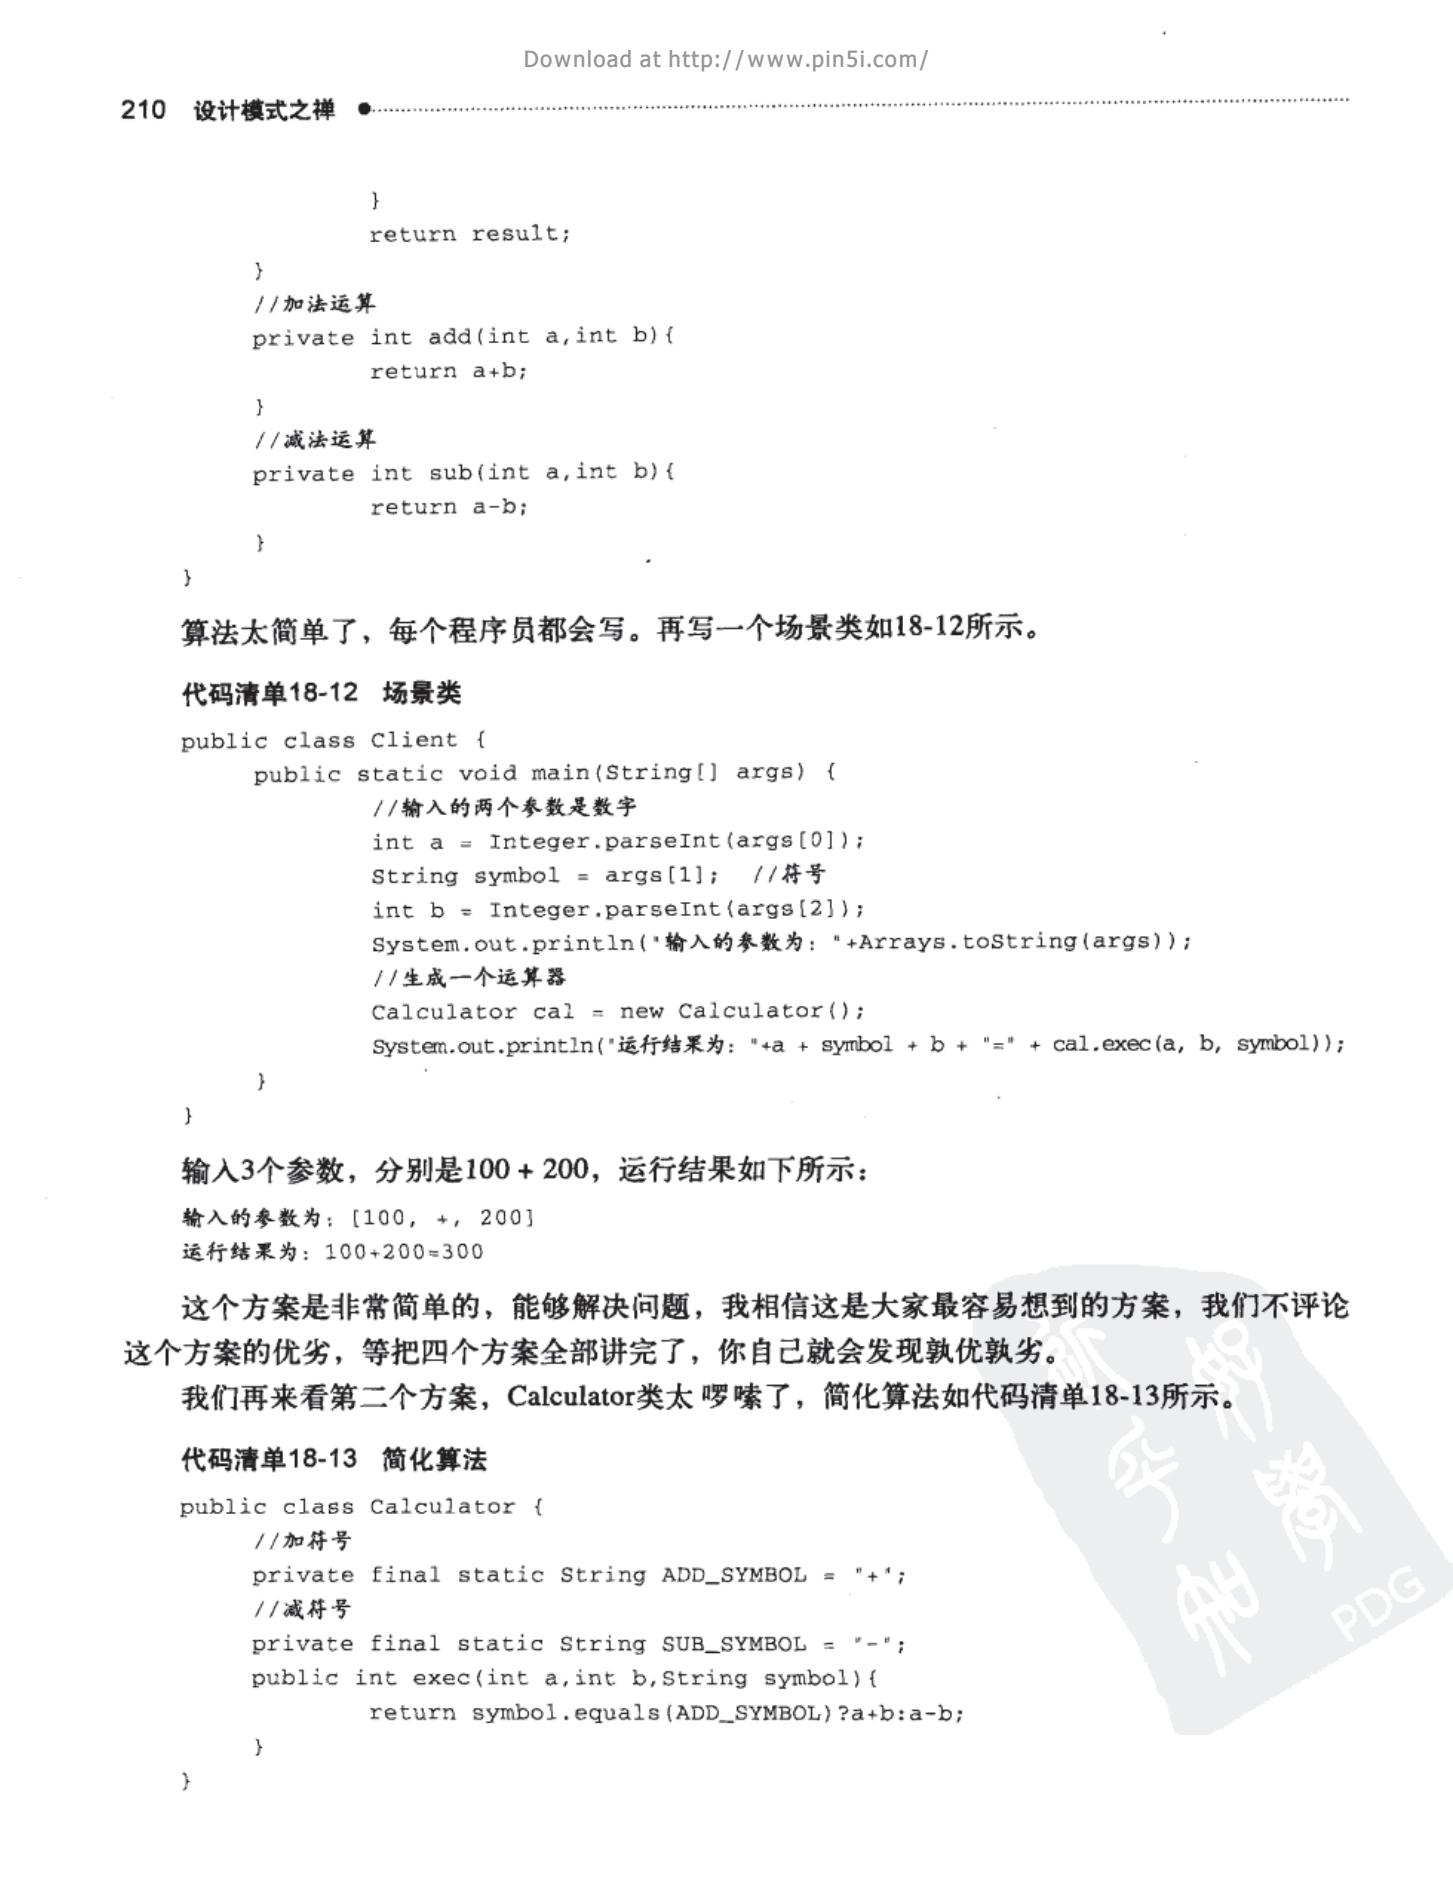 Download at http://www.pin5i.com/
210 设计模式之禅
}
return result;
}
//加法运算
private int add(int a,int b){
return a+b;
}
//减法运算
private int sub(int a,int b){
return a-b;
}
}
算法太简单了，每个程序员都会写。再写一个场景类如18-12所示。
代码清单18-12 场景类
public class Client {
public static void main(String[] args) {
//输入的两个参数是数字
int a = Integer.parseInt(args[0]);
String symbol = args[1]; //符号
int b = Integer.parseInt(args[2]);
System.out.println("输入的参数为："+Arrays.toString(args));
//生成一个运算器
Calculator cal = new Calculator();
System.out.println("运行结果为："+a + symbol + b + "=" + cal.exec(a, b, symbol));
}
}
输入3个参数，分别是100 + 200，运行结果如下所示：
输入的参数为：[100, +, 200]
运行结果为：100+200=300
这个方案是非常简单的，能够解决问题，我相信这是大家最容易想到的方案，我们不评论
这个方案的优劣，等把四个方案全部讲完了，你自己就会发现孰优孰劣。
我们再来看第二个方案，Calculator类太啰嗦了，简化算法如代码清单18-13所示。
代码清单18-13 简化算法
public class Calculator {
//加符号
private final static String ADD_SYMBOL = "+";
//减符号
private final static String SUB_SYMBOL = "-";
public int exec(int a,int b,String symbol){
return symbol.equals(ADD_SYMBOL)?a+b:a-b;
}
}
PDG